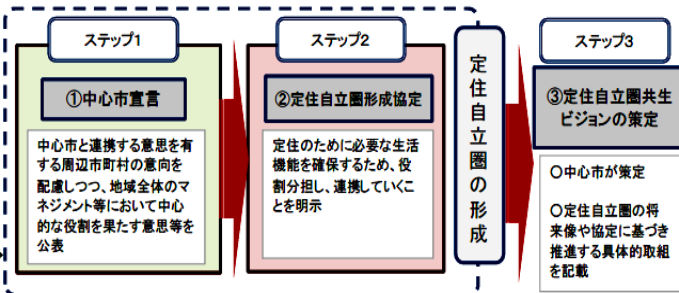 ステップ1
①中心市宣言
中心市と連携する意思を有
する周辺市町村の意向を
配慮しつつ、地域全体のマ
ネジメント等において中心
的な役割を果たす意思等を
公表
ステップ2
②定住自立圏形成協定
定住のために必要な生活
機能を確保するため、役
割分担し、連携していくこ
とを明示
定住自立圏の形成
ステップ3
③定住自立圏共生
ビジョンの策定
○中心市が策定
○定住自立圏の将
来像や協定に基づき
推進する具体的取組
を記載